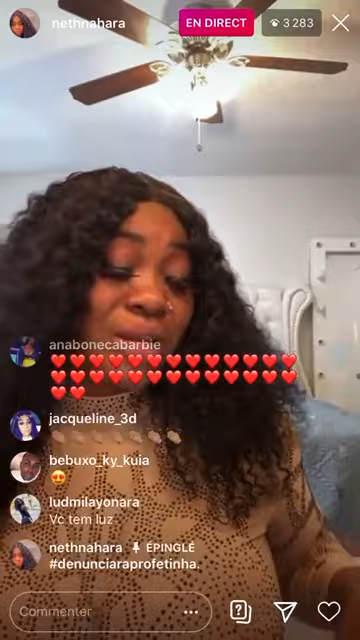 nethnahara
EN DIRECT
3 283
anabonecabarbie
jacqueline_3d
bebuxo_ky_kuia
ludmilayonara
Vc tem luz
nethnahara ÉPINGLÉ
#denunciaraprofetinha.
Commenter